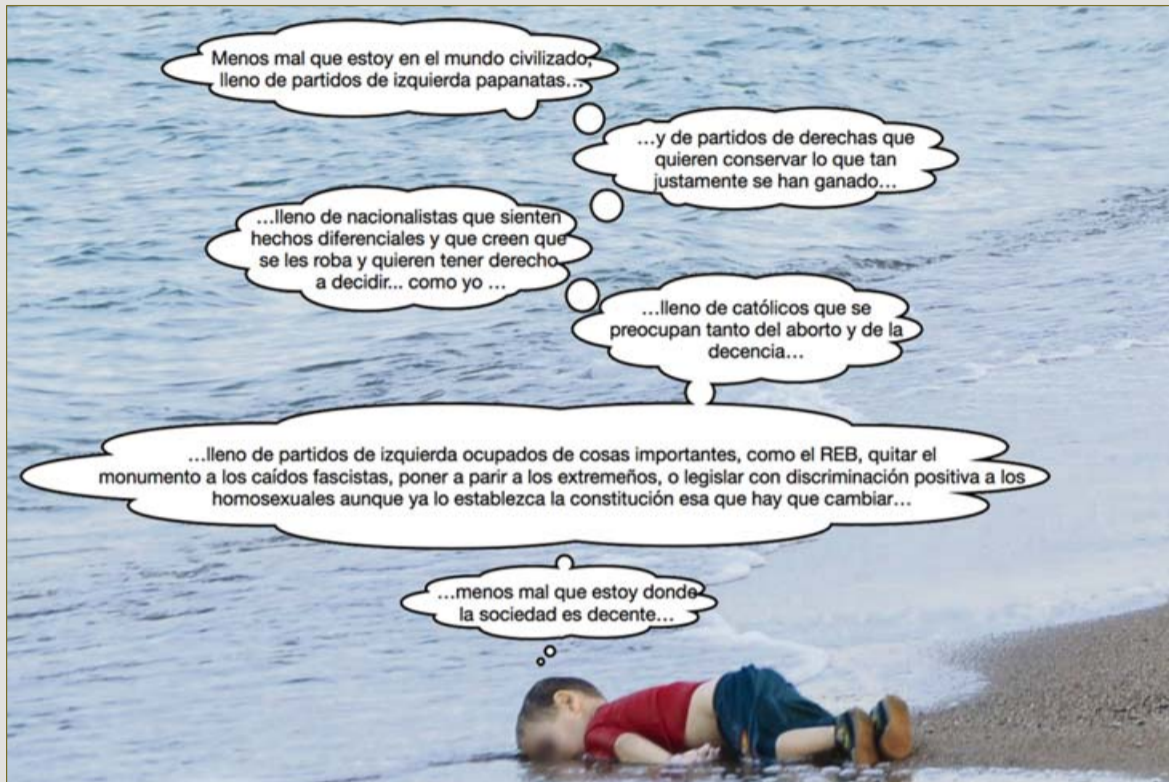 Menos mal que estoy en el mundo civilizado,
lleno de partidos de izquierda papanatas...
...y de partidos de derechas que
quieren conservar lo que tan
justamente se han ganado...
...lleno de nacionalistas que sienten
hechos diferenciales y que creen que
se les roba y quieren tener derecho
a decidir... como yo ...
...lleno de católicos que se
preocupan tanto del aborto y de la
decencia...
...lleno de partidos de izquierda ocupados de cosas importantes, como el REB, quitar el
monumento a los caídos fascistas, poner a parir a los extremeños, o legislar con discriminación positiva a los
homosexuales aunque ya lo establezca la constitución esa que hay que cambiar...
...menos mal que estoy donde
la sociedad es decente...